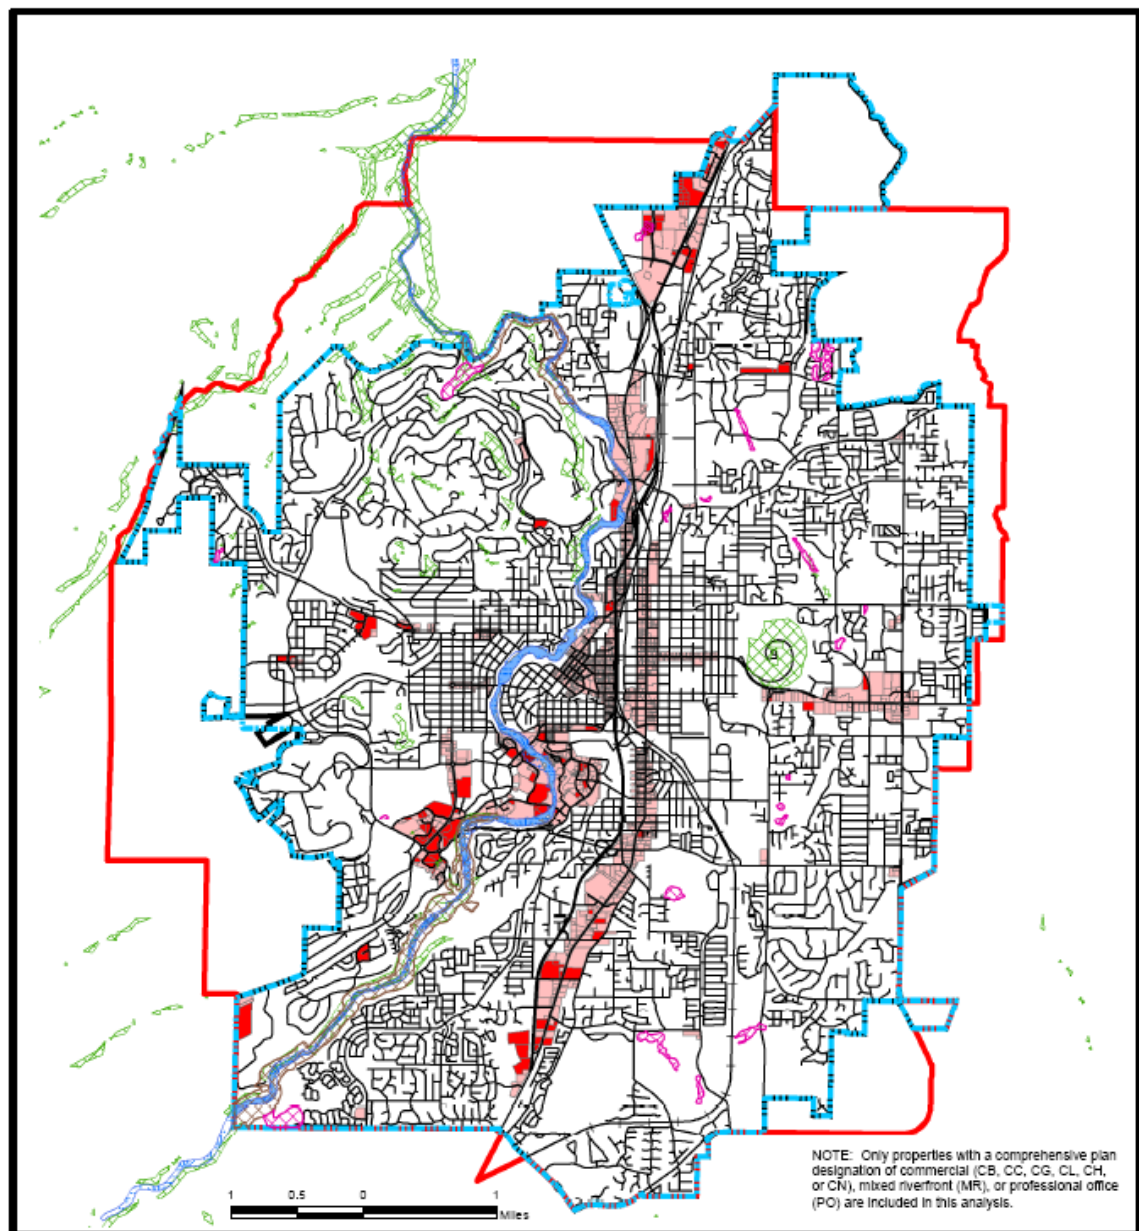 NOTE: Only properties with a comprehensive plan
designation of commercial (CB, CC, CG, CL, CH,
or CN), mixed riverfront (MR), or professional office
(PO) are included in this analysis.
1 0.5 0 1
Miles